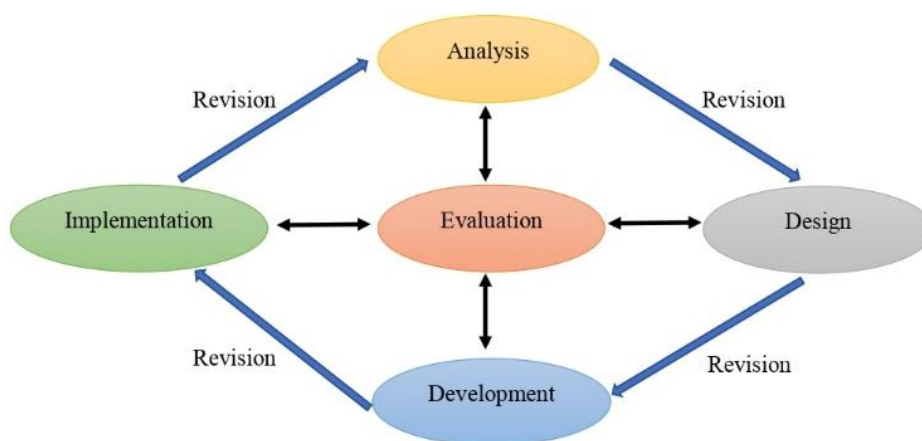 Analysis
Revision
Revision
Implementation
Evaluation
Design
Revision
Revision
Development